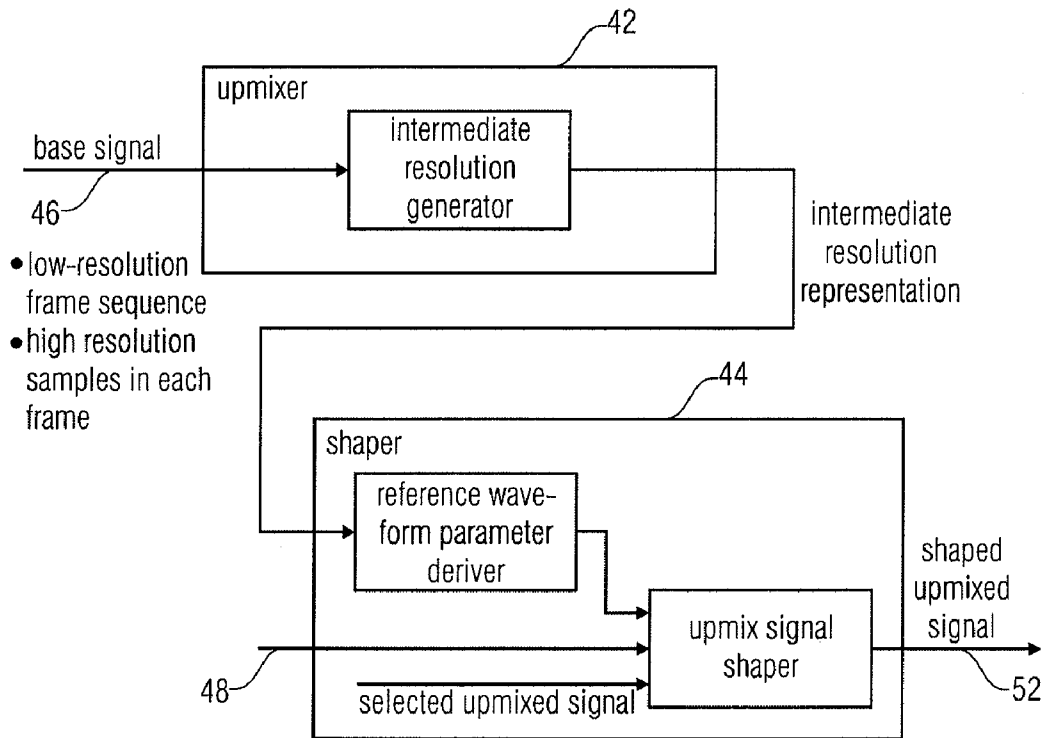 42
upmixer
intermediate
resolution
generator
base signal
46
• low-resolution
frame sequence
• high resolution
samples in each
frame
intermediate
resolution
representation
44
shaper
reference wave-
form parameter
deriver
upmix signal
shaper
shaped
upmixed
signal
48
selected upmixed signal
52